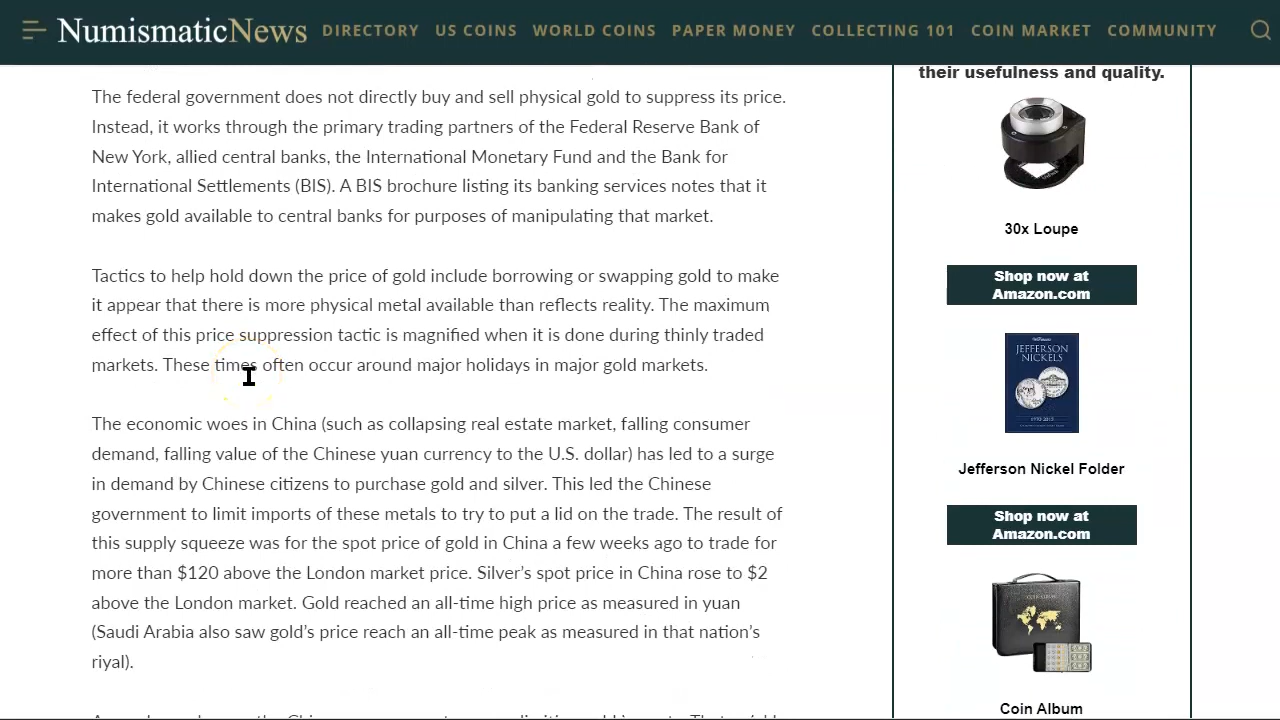 NumismaticNews DIRECTORY US COINS WORLD COINS PAPER MONEY COLLECTING 101 COIN MARKET COMMUNITY
The federal government does not directly buy and sell physical gold to suppress its price.
Instead, it works through the primary trading partners of the Federal Reserve Bank of
New York, allied central banks, the International Monetary Fund and the Bank for
International Settlements (BIS). A BIS brochure listing its banking services notes that it
makes gold available to central banks for purposes of manipulating that market.
Tactics to help hold down the price of gold include borrowing or swapping gold to make
it appear that there is more physical metal available than reflects reality. The maximum
effect of this price suppression tactic is magnified when it is done during thinly traded
markets. These times often occur around major holidays in major gold markets.
The economic woes in China (such as collapsing real estate market, falling consumer
demand, falling value of the Chinese yuan currency to the U.S. dollar) has led to a surge
in demand by Chinese citizens to purchase gold and silver. This led the Chinese
government to limit imports of these metals to try to put a lid on the trade. The result of
this supply squeeze was for the spot price of gold in China a few weeks ago to trade for
more than $120 above the London market price. Silver’s spot price in China rose to $2
above the London market. Gold reached an all-time high price as measured in yuan
(Saudi Arabia also saw gold’s price reach an all-time peak as measured in that nation’s
riyal).
their usefulness and quality.
30x Loupe
Shop now at
Amazon.com
JEFFERSON
NICKELS
Jefferson Nickel Folder
Shop now at
Amazon.com
Coin Album